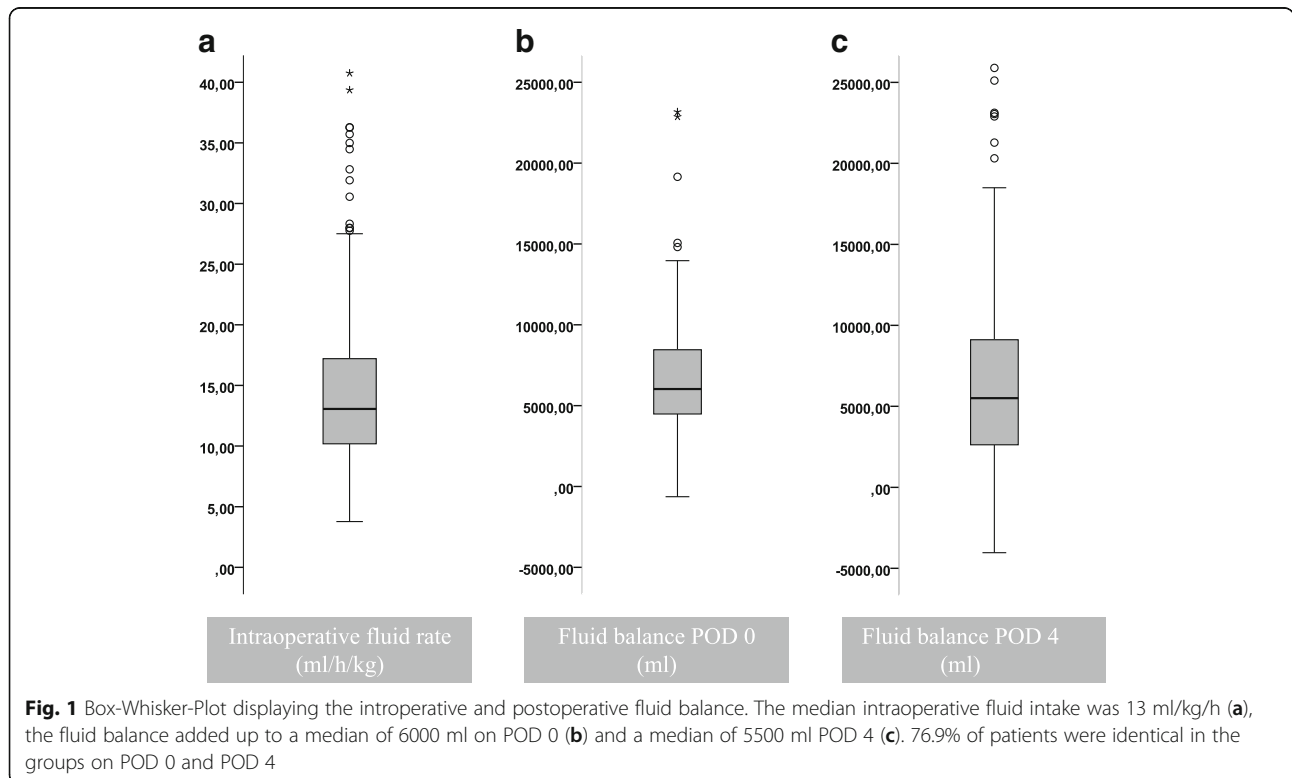 a
40,00
35,00
30,00
25,00
20,00
15,00
10,00
5,00
,00
Intraoperative fluid rate
(ml/h/kg)
b
25000,00
20000,00
15000,00
10000,00
5000,00
,00
-5000,00
Fluid balance POD 0
(ml)
c
25000,00
20000,00
15000,00
10000,00
5000,00
,00
-5000,00
Fluid balance POD 4
(ml)
Fig. 1 Box-Whisker-Plot displaying the introperative and postoperative fluid balance. The median intraoperative fluid intake was 13 ml/kg/h (a),
the fluid balance added up to a median of 6000 ml on POD 0 (b) and a median of 5500 ml POD 4 (c). 76.9% of patients were identical in the
groups on POD 0 and POD 4